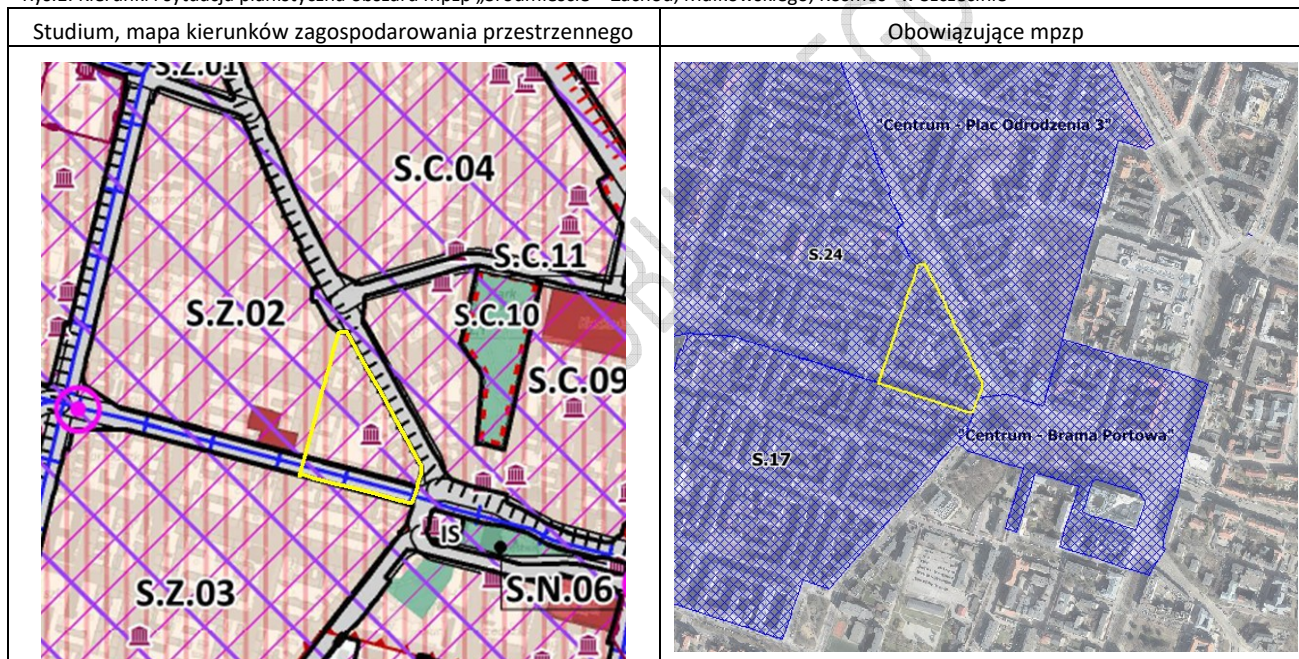 Studium, mapa kierunków zagospodarowania przestrzennego
Obowiązujące mpzp
S.Z.01
S.C.04
S.C.11
S.Z.02
S.C.10
S.C.09
IS
S.Z.03
S.N.06
"Centrum - Plac Odrodzenia 3"
S.24
"Centrum - Brama Portowa"
S.17